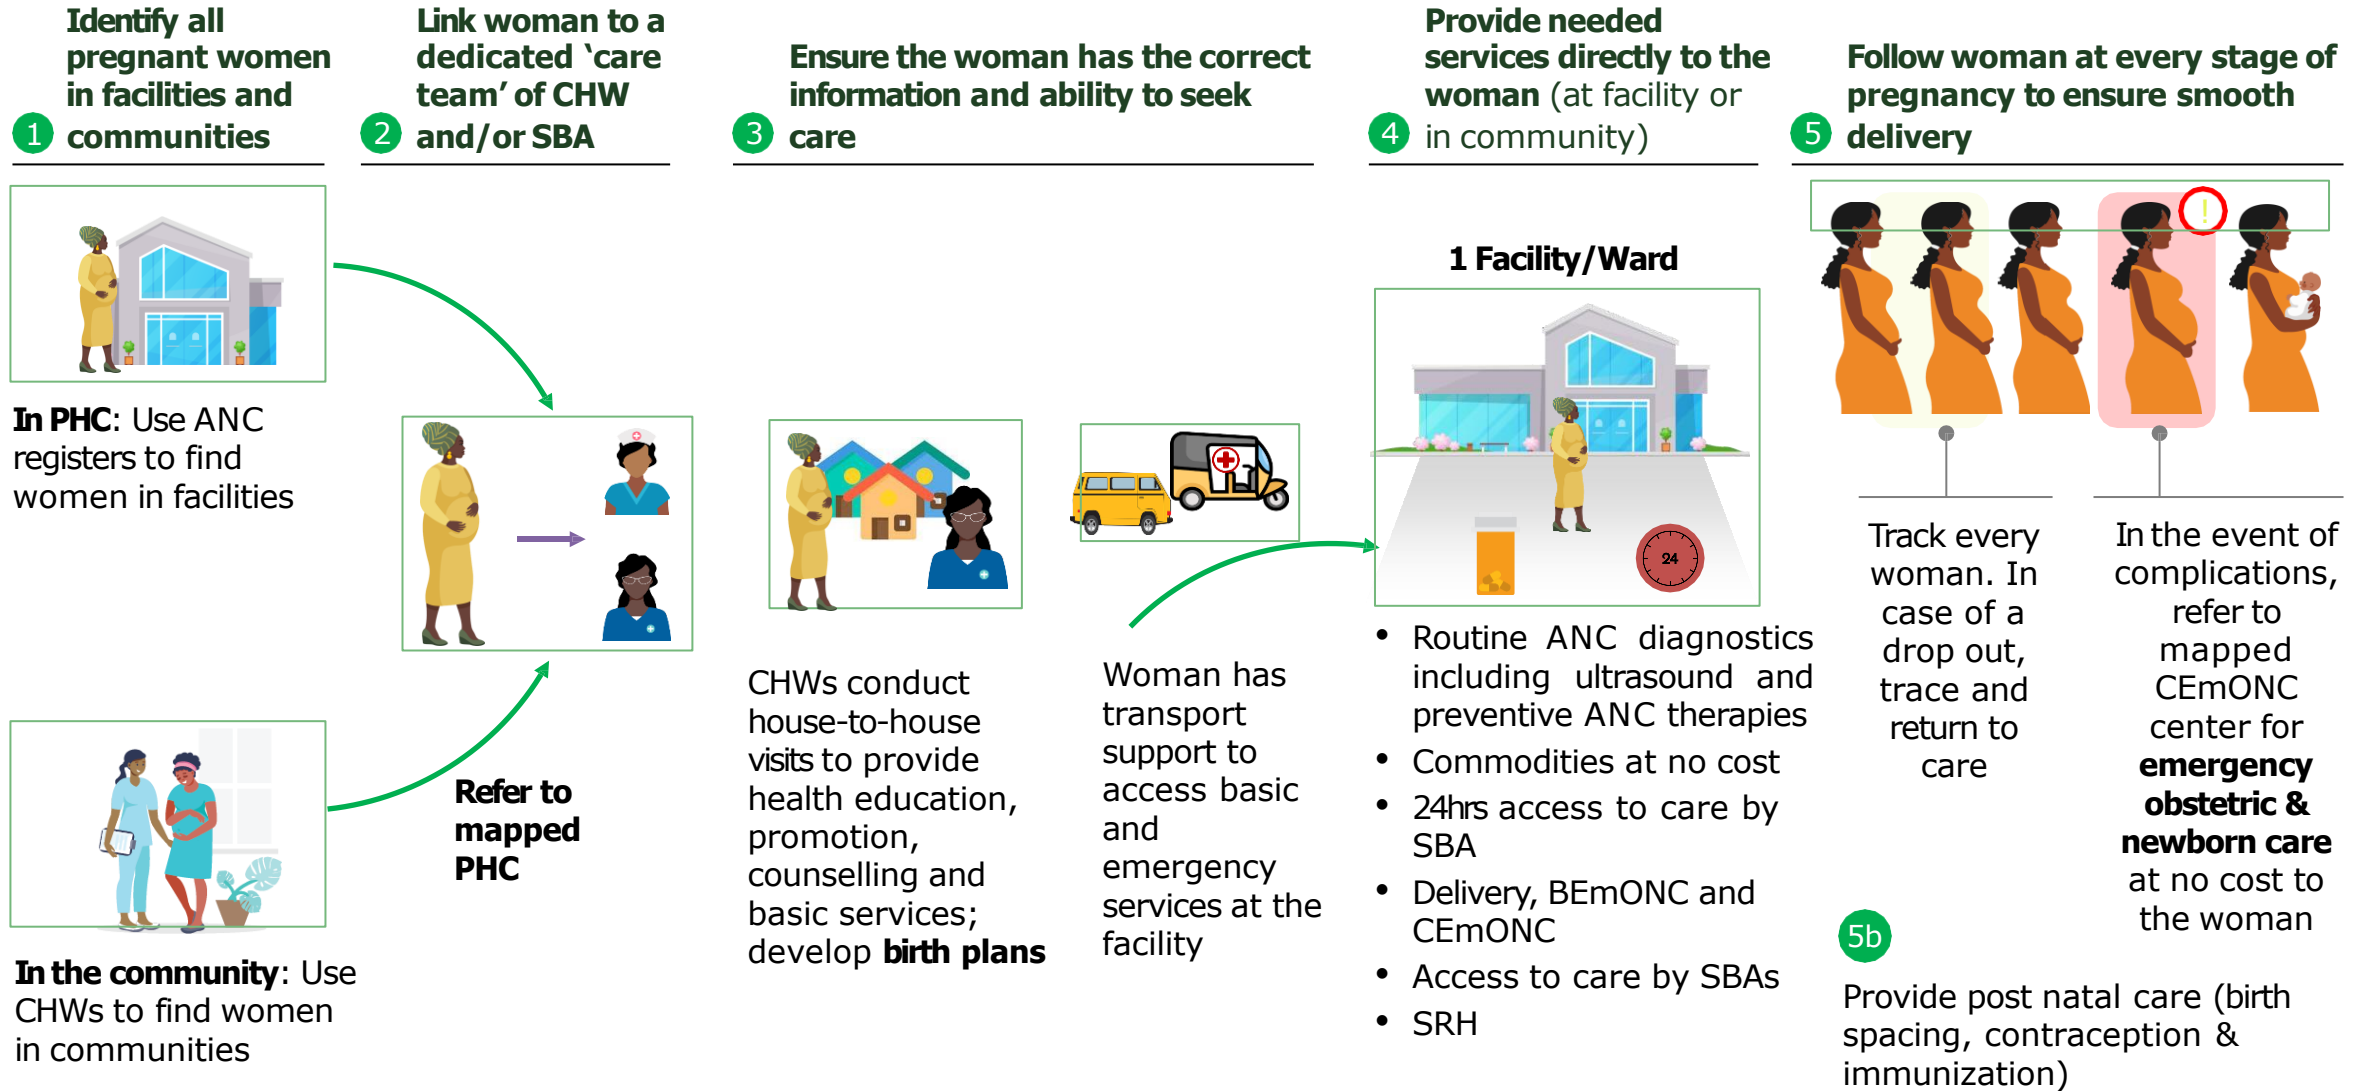 Identify all
pregnant women
in facilities and
1 communities
Link woman to a
dedicated ‘care
team’ of CHW
2 and/or SBA
Ensure the woman has the correct
information and ability to seek
3 care
Provide needed
services directly to the
woman (at facility or
4 in community)
Follow woman at every stage of
pregnancy to ensure smooth
5 delivery
In PHC: Use ANC
registers to find
women in facilities
In the community: Use
CHWs to find women
in communities
Refer to
mapped
PHC
CHWs conduct
house-to-house
visits to provide
health education,
promotion,
counselling and
basic services;
develop birth plans
Woman has
transport
support to
access basic
and
emergency
services at the
facility
1 Facility/Ward
24
• Routine ANC diagnostics
including ultrasound and
preventive ANC therapies
• Commodities at no cost
• 24hrs access to care by
SBA
• Delivery, BEmONC and
CEmONC
• Access to care by SBAs
• SRH
!
Track every
woman. In
case of a
drop out,
trace and
return to
care
In the event of
complications,
refer to
mapped
CEmONC
center for
emergency
obstetric &
newborn care
at no cost to
the woman
5b
Provide post natal care (birth
spacing, contraception &
immunization)